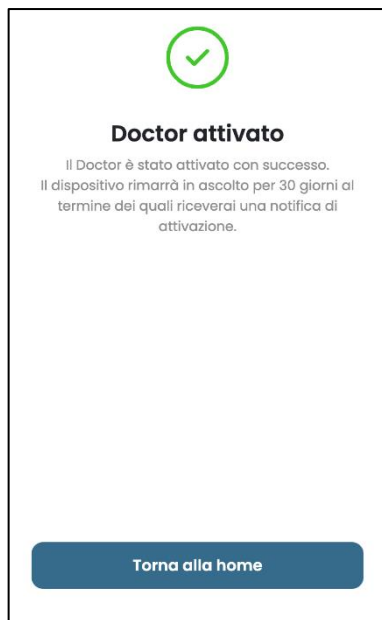 Doctor attivato
Il Doctor è stato attivato con successo.
Il dispositivo rimarrà in ascolto per 30 giorni al
termine dei quali riceverai una notifica di
attivazione.
Torna alla home